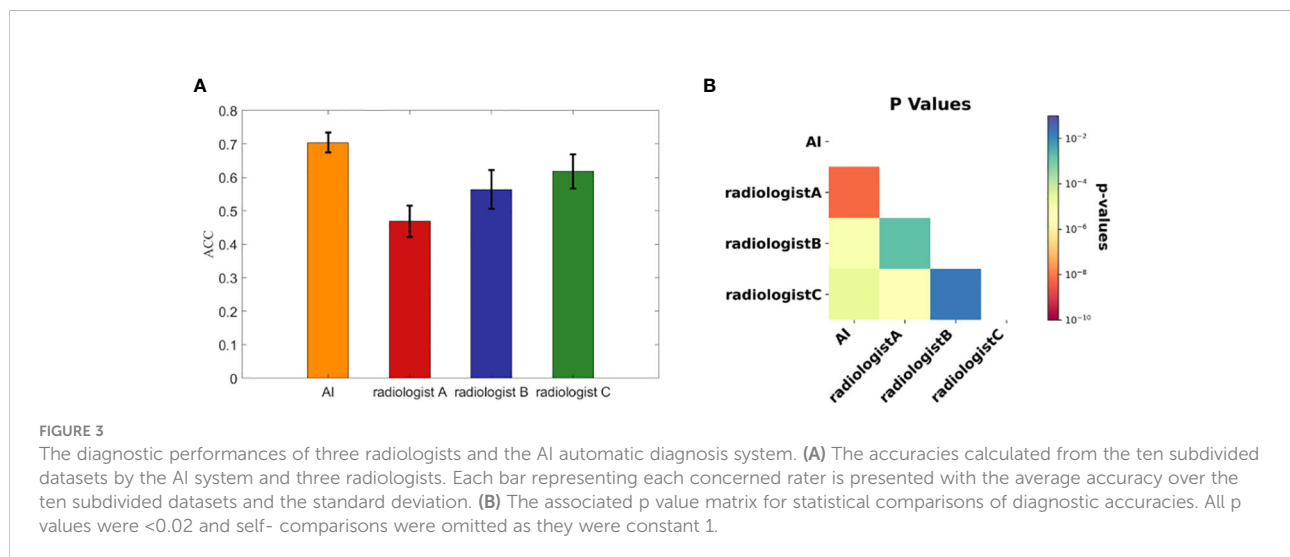 A
0.8
0.7
0.6
0.5
0.4
0.3
0.2
0.1
0
ACC
AI
radiologist A
radiologist B
radiologist C
B
P Values
AI
radiologistA
radiologistB
radiologistC
AI
radiologistA
radiologistB
radiologistC
10⁻²
10⁻⁴
10⁻⁶
10⁻⁸
10⁻¹⁰
p-values
FIGURE 3
The diagnostic performances of three radiologists and the AI automatic diagnosis system. (A) The accuracies calculated from the ten subdivided
datasets by the AI system and three radiologists. Each bar representing each concerned rater is presented with the average accuracy over the
ten subdivided datasets and the standard deviation. (B) The associated p value matrix for statistical comparisons of diagnostic accuracies. All p
values were <0.02 and self- comparisons were omitted as they were constant 1.